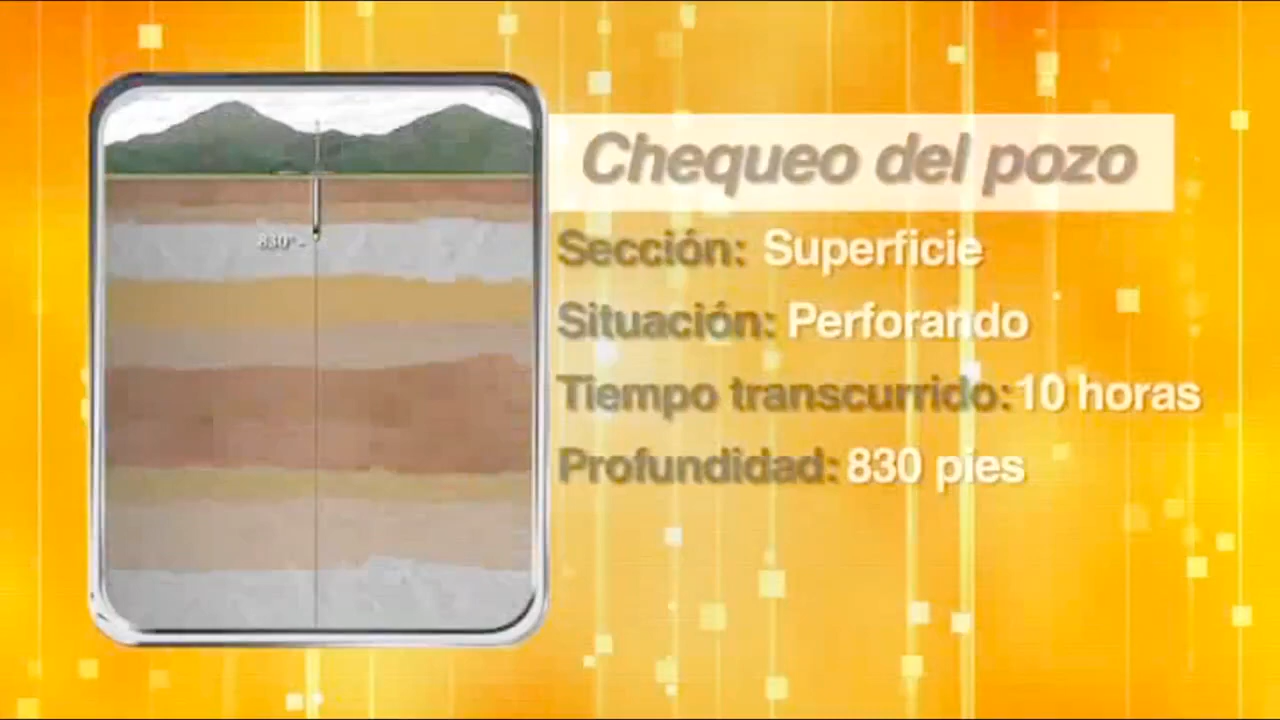 Chequeo del pozo
830'
Sección: Superficie
Situación: Perforando
Tiempo transcurrido: 10 horas
Profundidad: 830 pies